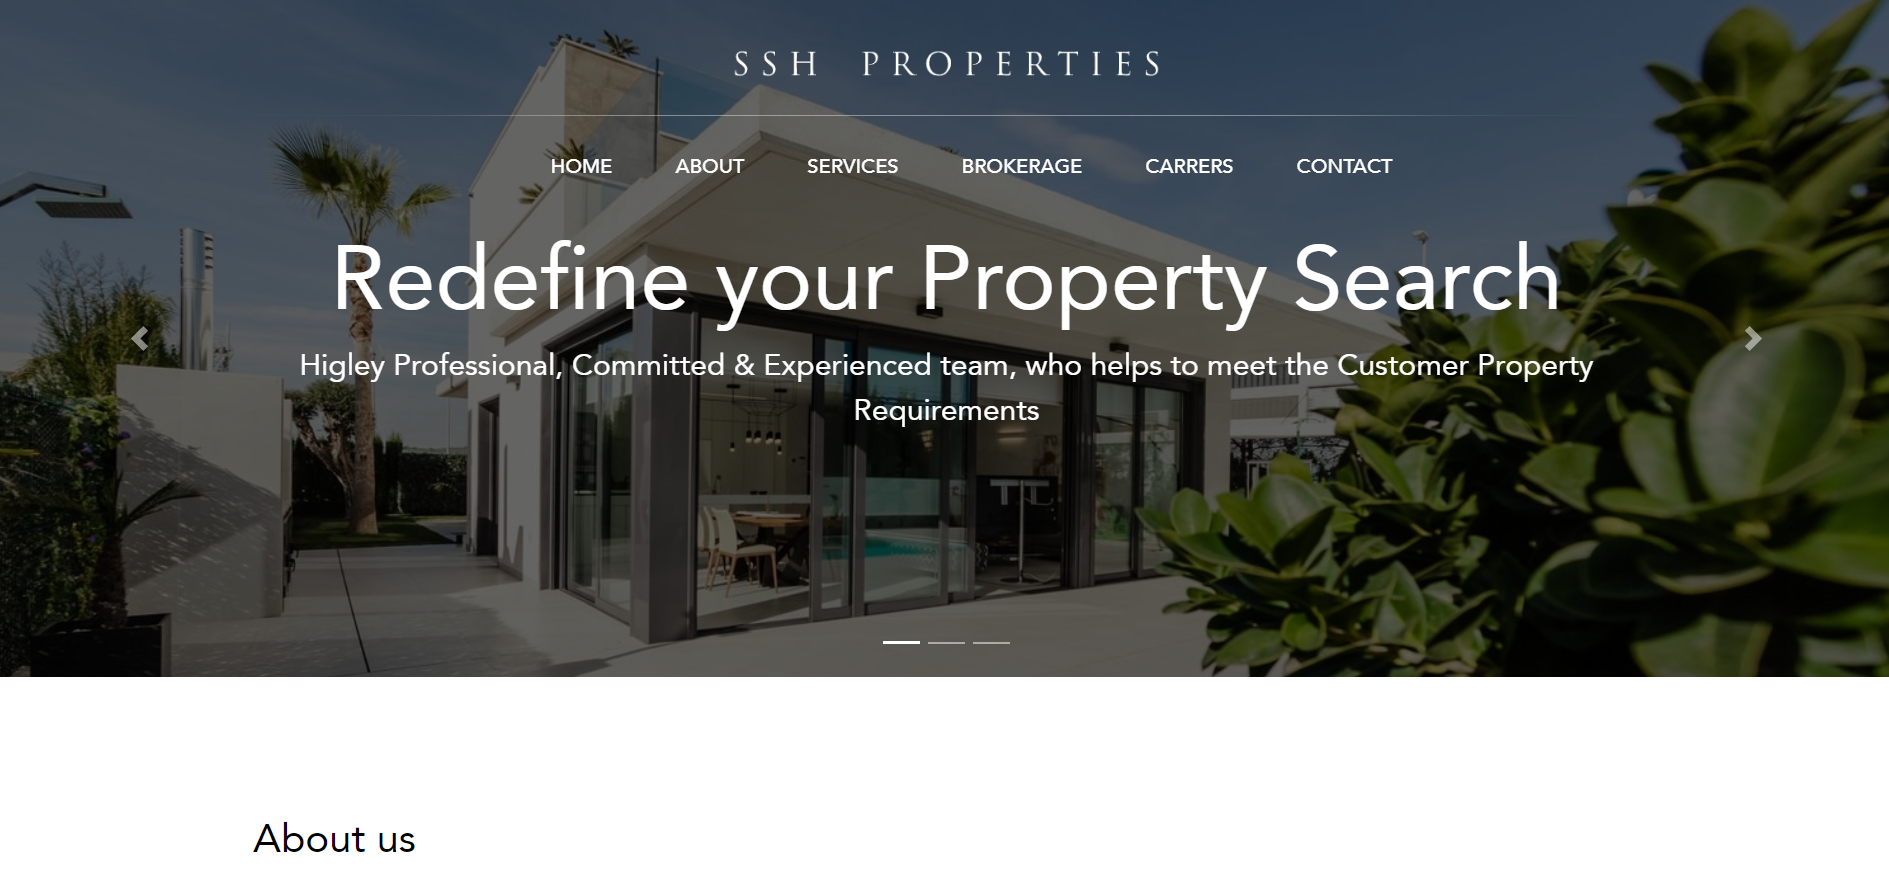 SSH PROPERTIES
HOME ABOUT SERVICES BROKERAGE CARRERS CONTACT
Redefine your Property Search
Higley Professional, Committed & Experienced team, who helps to meet the Customer Property
Requirements
About us